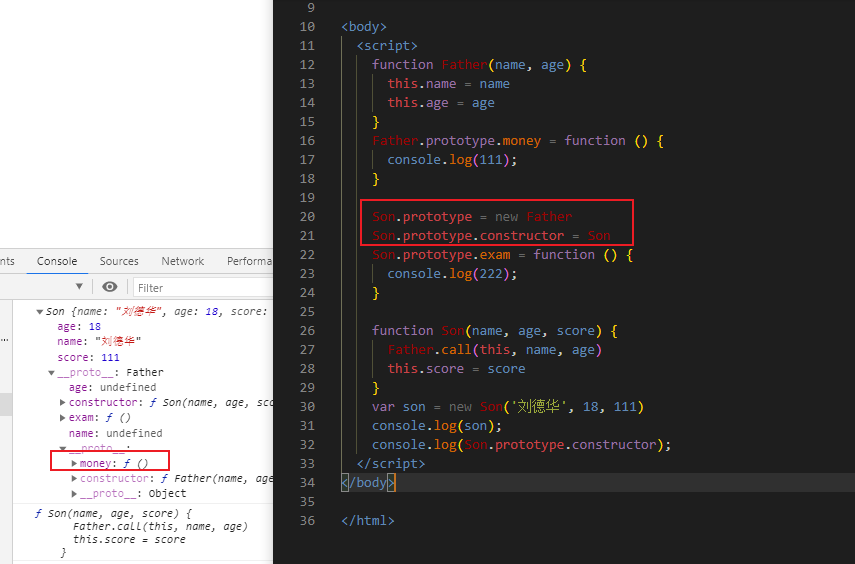 9
10 <body>
11 <script>
12 function Father(name, age) {
13 this.name = name
14 this.age = age
15 }
16 Father.prototype.money = function () {
17 console.log(111);
18 }
19
20 Son.prototype = new Father
21 Son.prototype.constructor = Son
22 Son.prototype.exam = function () {
23 console.log(222);
24 }
25
26 function Son(name, age, score) {
27 Father.call(this, name, age)
28 this.score = score
29 }
30 var son = new Son('刘德华', 18, 111)
31 console.log(son);
32 console.log(Son.prototype.constructor);
33 </script>
34 </body>
35
36 </html>
nts Console Sources Network Performa
▼ Filter
▼Son {name: "刘德华", age: 18, score:
age: 18
name: "刘德华"
score: 111
▼__proto__: Father
age: undefined
▶constructor: ƒ Son(name, age, sco
▶exam: ƒ ()
name: undefined
▼__proto__:
▶money: ƒ ()
▶constructor: ƒ Father(name, age
▶__proto__: Object
ƒ Son(name, age, score) {
Father.call(this, name, age)
this.score = score
}